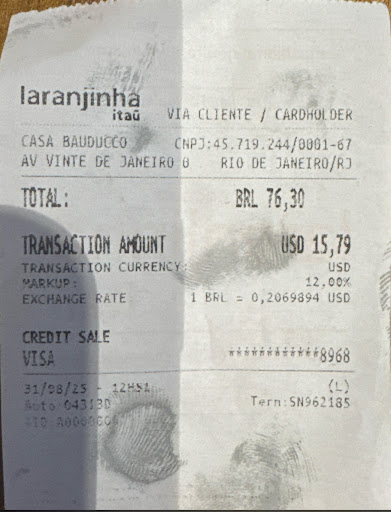 laranjinha
itaú
VIA CLIENTE / CARDHOLDER
CASA BAUDUCCO CNPJ:45.719.244/0001-67
AV VINTE DE JANEIRO 0 RIO DE JANEIRO/RJ
TOTAL: BRL 76,30
TRANSACTION AMOUNT USD 15,79
TRANSACTION CURRENCY: USD
MARKUP: 12,00%
EXCHANGE RATE 1 BRL = 0,2069894 USD
CREDIT SALE
VISA ************8968
31/08/25 - 12H51 (L)
Auto 04313D Term:SN962185